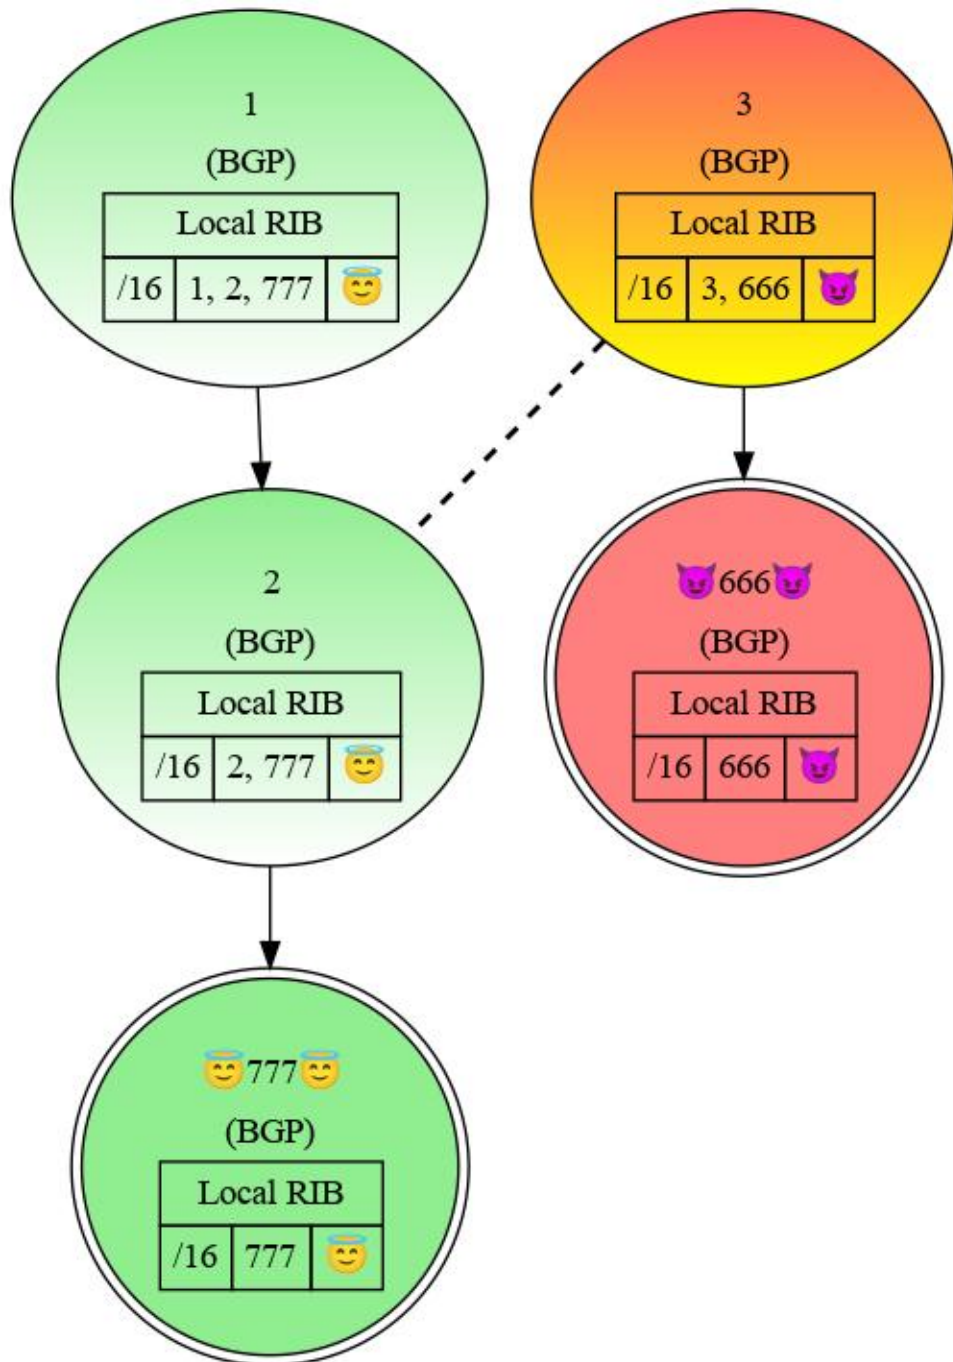 1
(BGP)
Local RIB
/16 1, 2, 777 😇
3
(BGP)
Local RIB
/16 3, 666 😈
2
(BGP)
Local RIB
/16 2, 777 😇
😈666😈
(BGP)
Local RIB
/16 666 😈
😇777😇
(BGP)
Local RIB
/16 777 😇